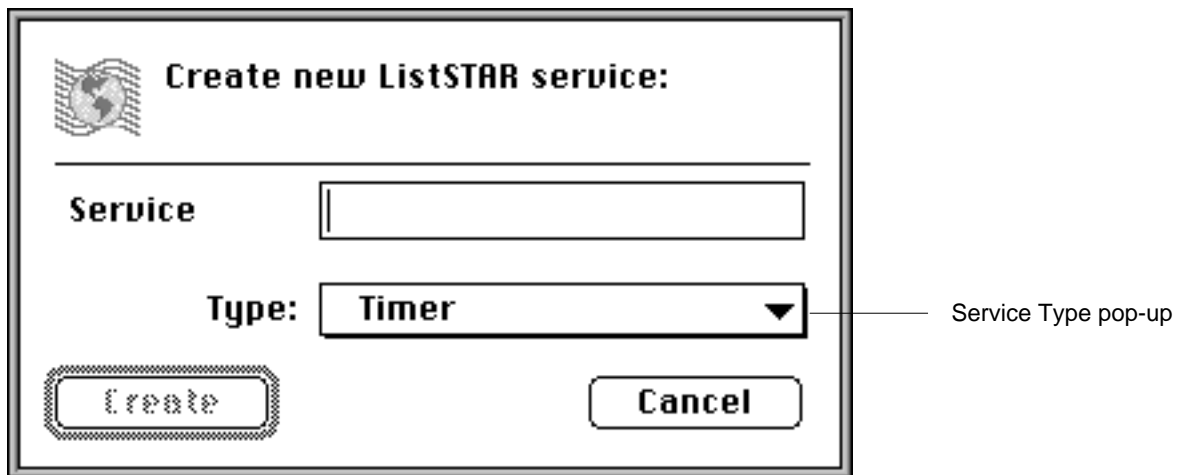 Create new ListSTAR service:
Service
Type: Timer
Service Type pop-up
Create Cancel